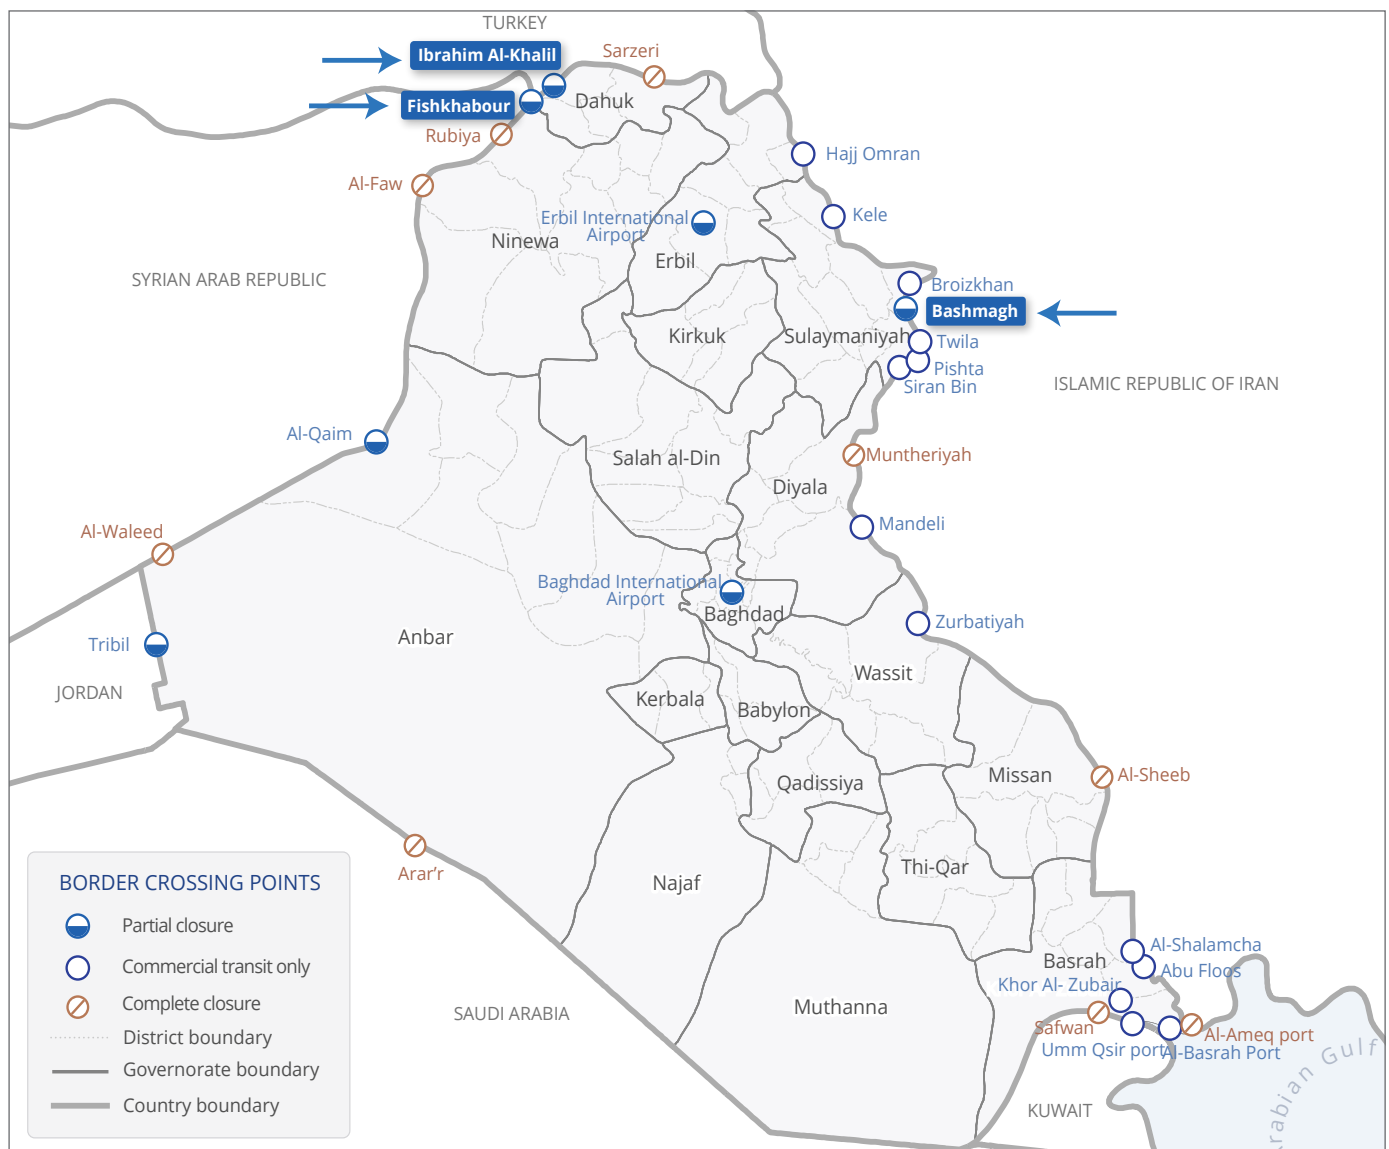 TURKEY
Ibrahim Al-Khalil
Sarzeri
Fishkhabour
Dahuk
Rubiya
Hajj Omran
Al-Faw
Kele
Erbil International
Airport
Ninewa
Erbil
SYRIAN ARAB REPUBLIC
Broizkhan
Bashmagh
Kirkuk
Sulaymaniyah
Twila
Pishta
Siran Bin
ISLAMIC REPUBLIC OF IRAN
Al-Qaim
Salah al-Din
Muntheriyah
Diyala
Mandeli
Al-Waleed
Baghdad International
Airport
Baghdad
Zurbatiyah
Anbar
Tribil
Wassit
JORDAN
Kerbala
Babylon
Missan
Al-Sheeb
Qadissiya
Thi-Qar
Arar'r
Najaf
BORDER CROSSING POINTS
Partial closure
Commercial transit only
Complete closure
District boundary
Governorate boundary
Country boundary
Al-Shalamcha
Basrah
Abu Floos
Khor Al- Zubair
SAUDI ARABIA
Muthanna
Safwan
Al-Ameq port
Umm Qsir port
Al-Basrah Port
KUWAIT
rabian Gulf